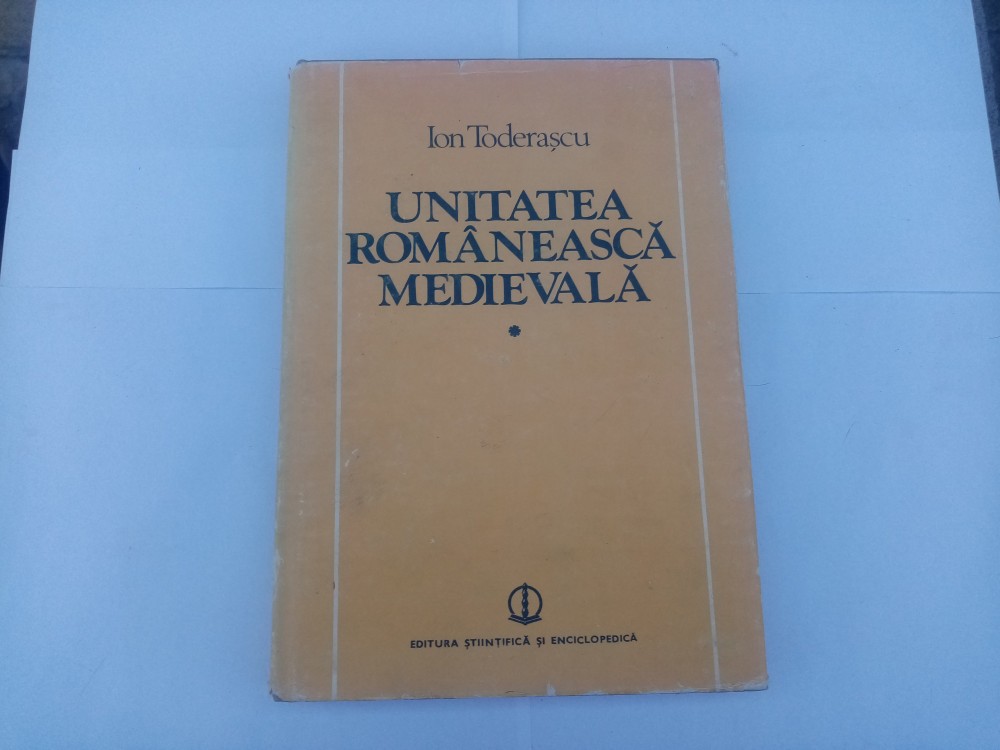 Ion Toderașcu
UNITATEA
ROMÂNEASCĂ
MEDIEVALĂ
*
EDITURA ȘTIINȚIFICĂ ȘI ENCICLOPEDICĂ